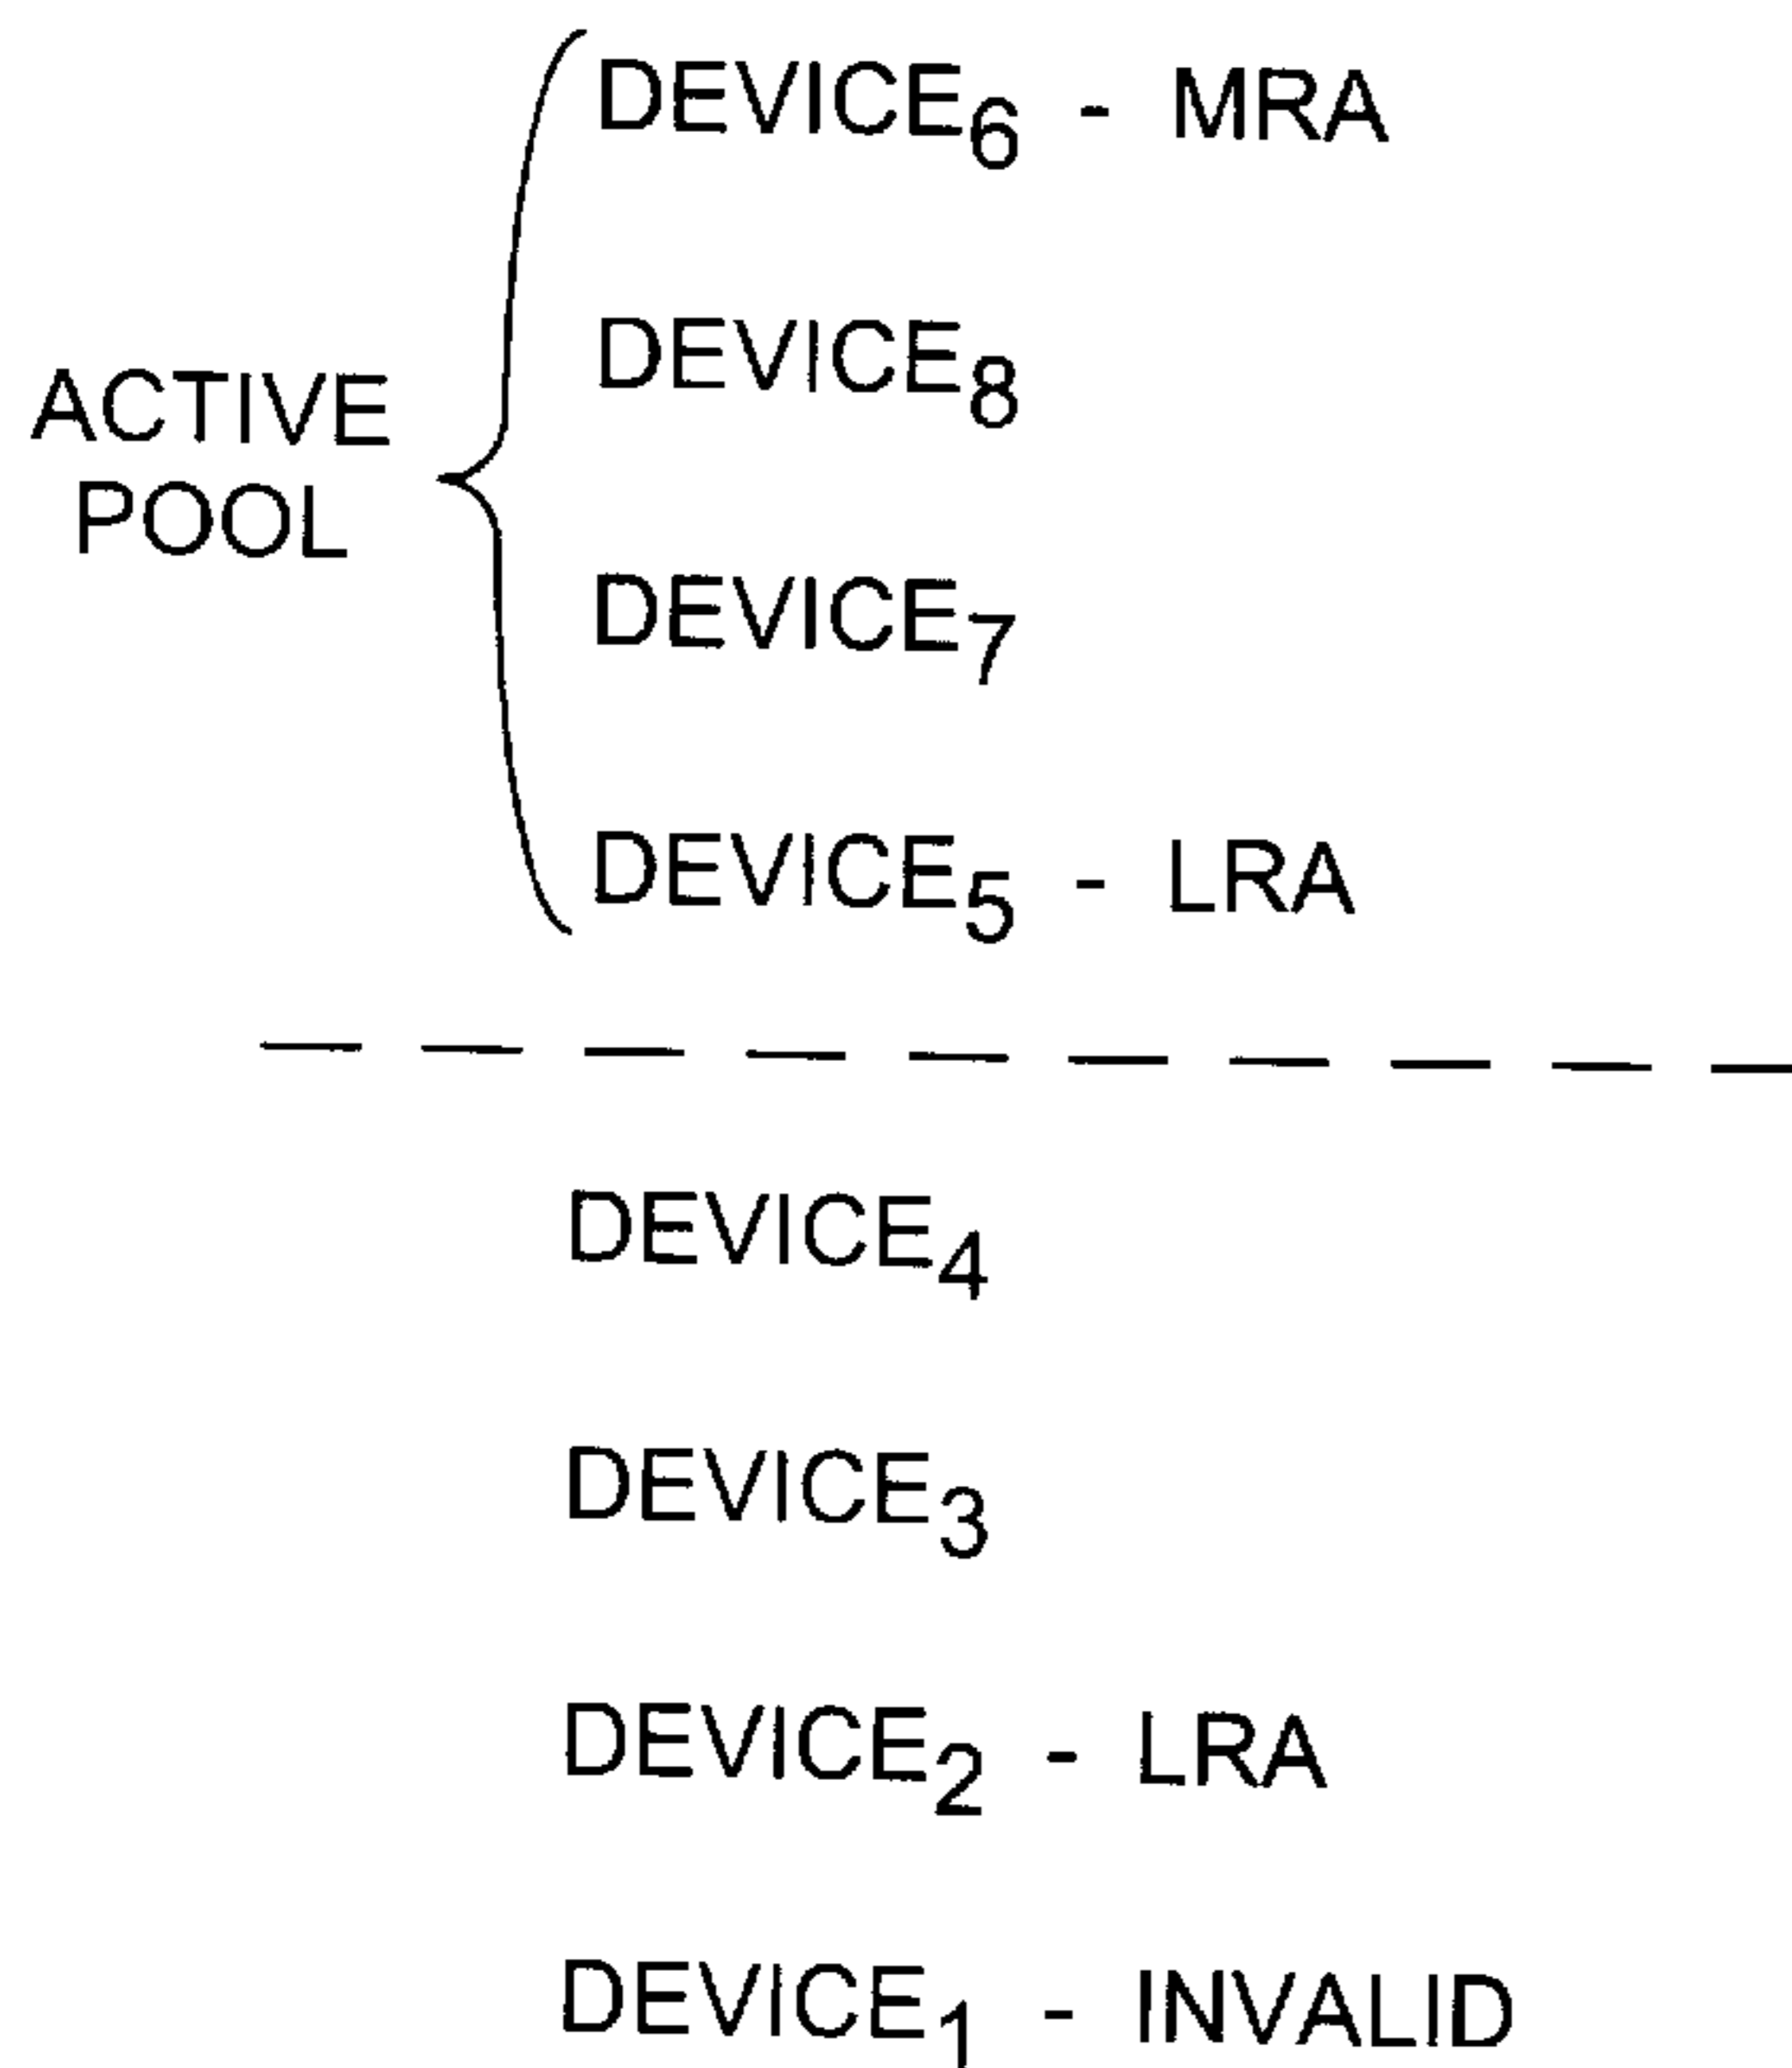 DEVICE₆ - MRA
DEVICE₈
ACTIVE
POOL
DEVICE₇
DEVICE₅ - LRA
DEVICE₄
DEVICE₃
DEVICE₂ - LRA
DEVICE₁ - INVALID